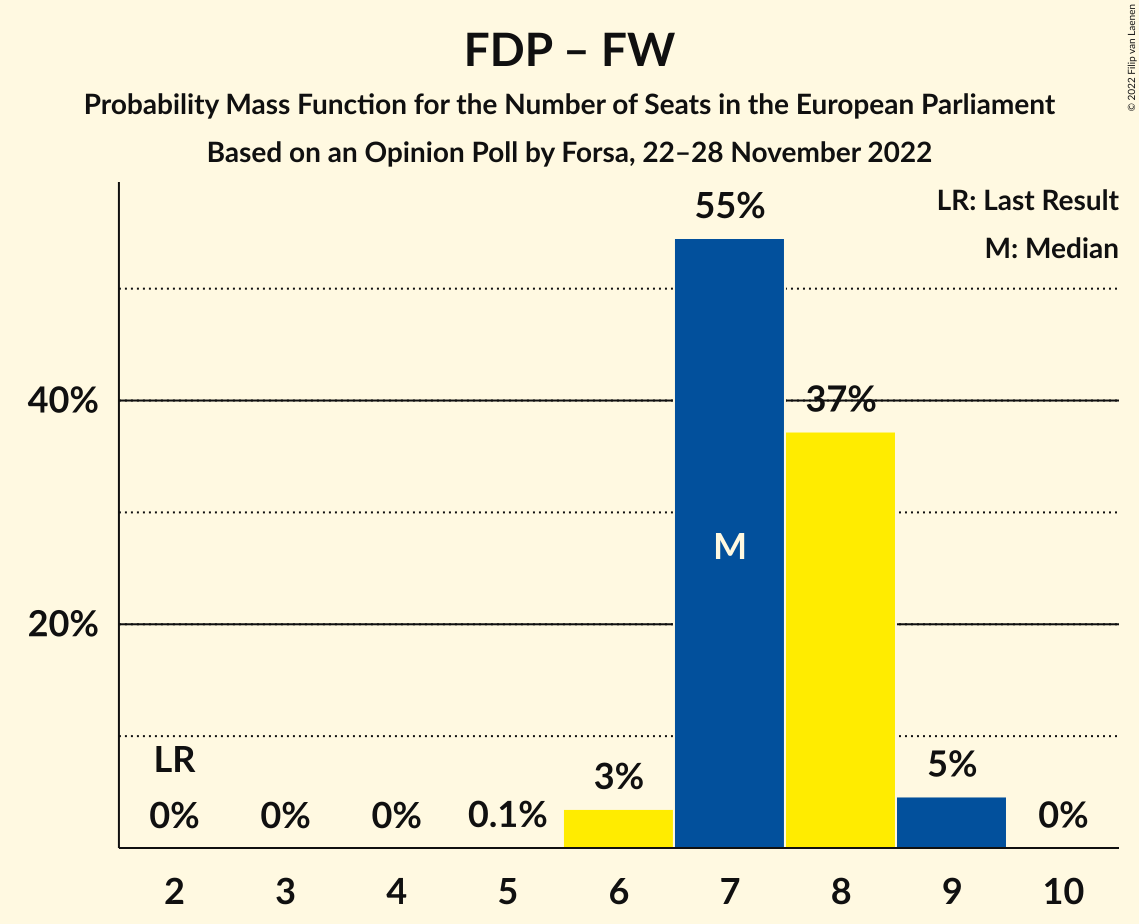 FDP – FW
Probability Mass Function for the Number of Seats in the European Parliament
Based on an Opinion Poll by Forsa, 22–28 November 2022
© 2022 Filip van Laenen
LR: Last Result
M: Median
55%
40%
37%
M
20%
LR
0%
0%
0%
0.1%
3%
5%
0%
2
3
4
5
6
7
8
9
10